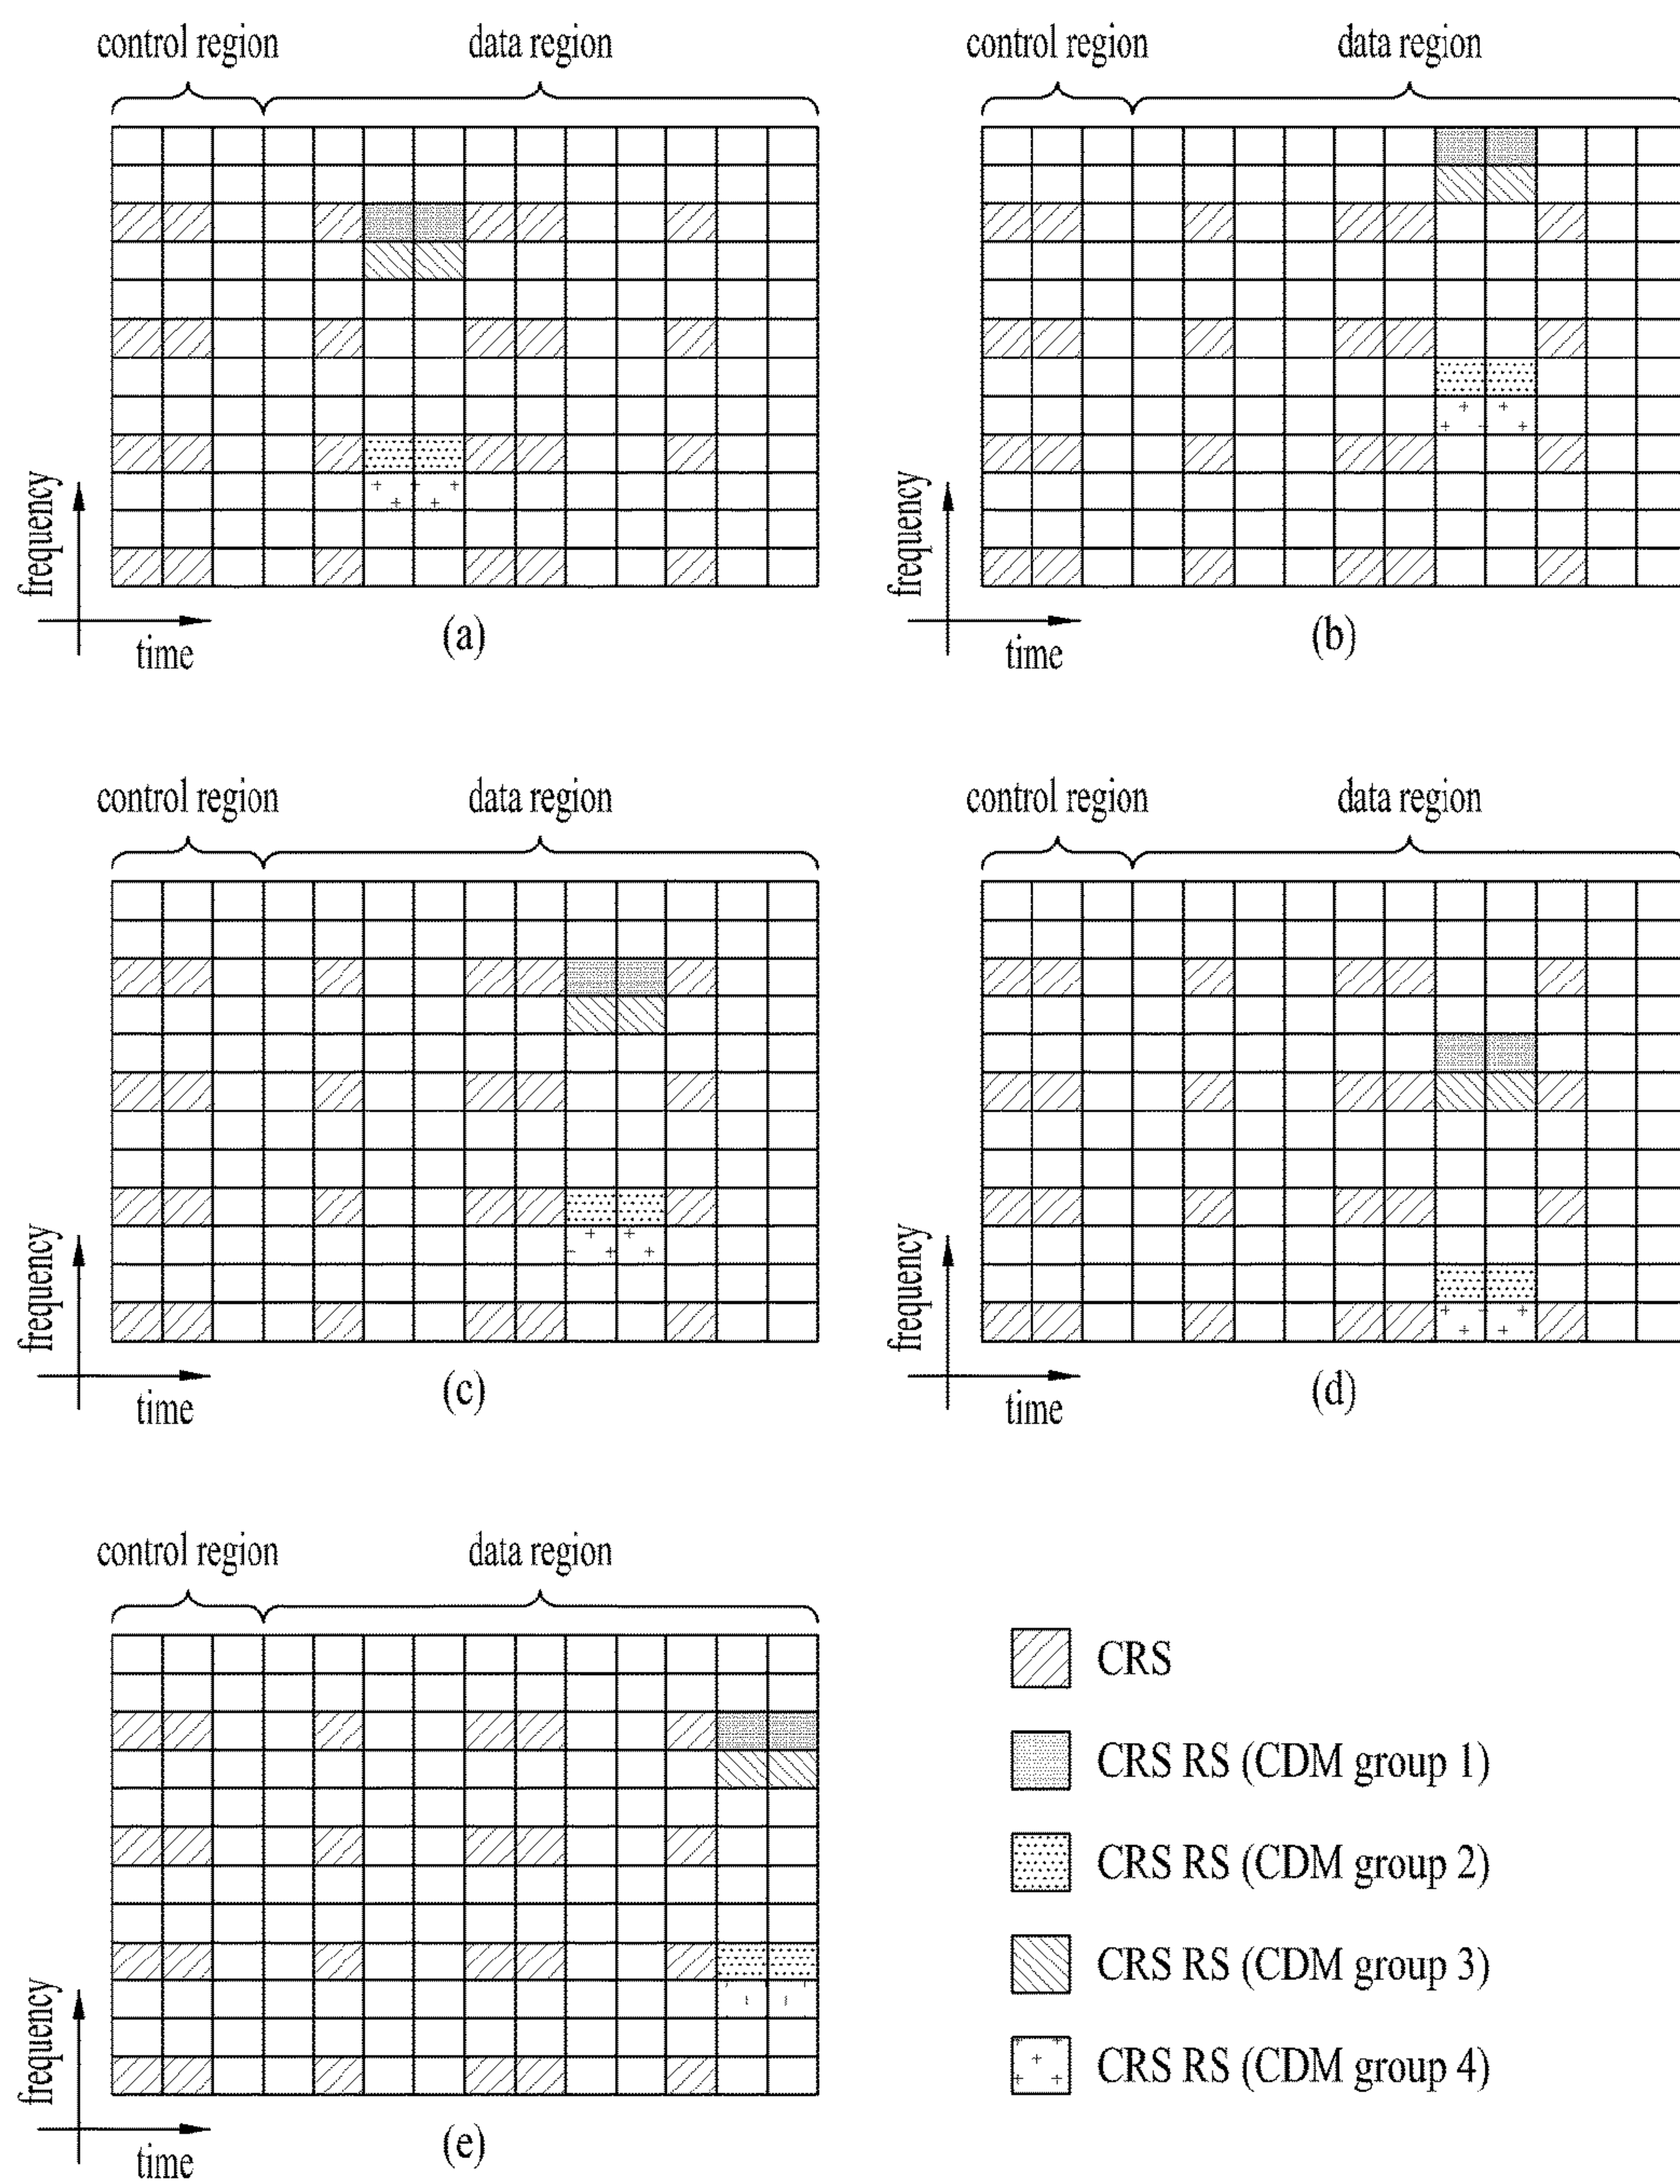 control region data region
control region data region
frequency
time
(a)
frequency
time
(b)
control region data region
control region data region
frequency
time
(c)
frequency
time
(d)
control region data region
frequency
time
(e)
CRS
CRS RS (CDM group 1)
CRS RS (CDM group 2)
CRS RS (CDM group 3)
CRS RS (CDM group 4)